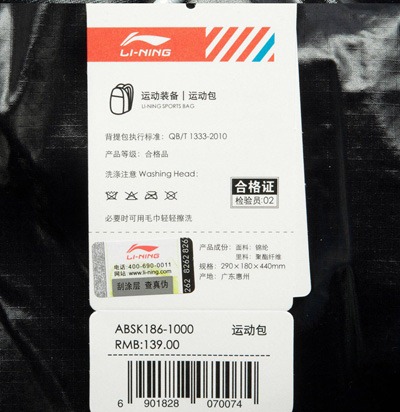 LI-NING
运动装备|运动包
LI-NING SPORTS BAG
背提包执行标准：QB/T 1333-2010
产品等级：合格品
洗涤注意 Washing Head:
合格证
检验员:02
必要时可用毛巾轻轻擦洗
LI-NING
电话:400-690-0011
网站:www.li-ning.com
刮涂层 查真伪
262 8262 826
产品成份：面料：锦纶
里料：聚酯纤维
规格：290×180×440mm
产地：广东惠州
ABSK186-1000 运动包
RMB:139.00
6 901828 070074